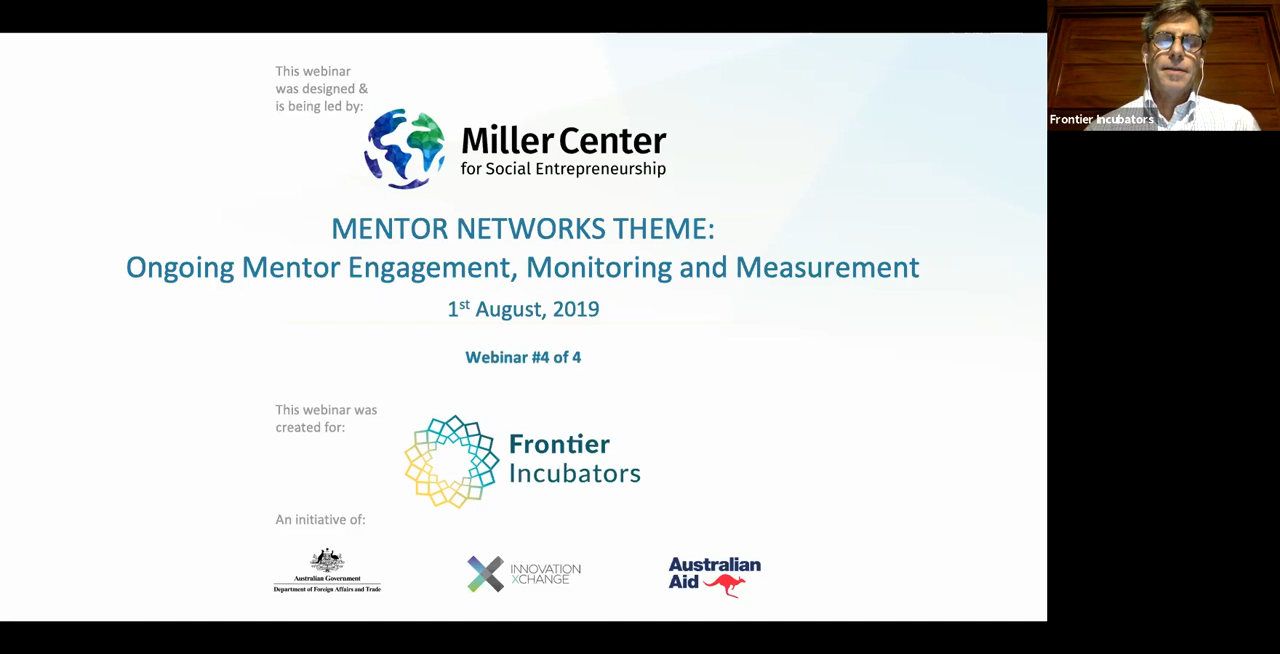 This webinar
was designed &
is being led by:
Miller Center
for Social Entrepreneurship
MENTOR NETWORKS THEME:
Ongoing Mentor Engagement, Monitoring and Measurement
1st August, 2019
Webinar #4 of 4
This webinar was
created for:
Frontier
Incubators
An initiative of:
Australian Government
Department of Foreign Affairs and Trade
INNOVATION
XCHANGE
Australian
Aid
Frontier Incubators